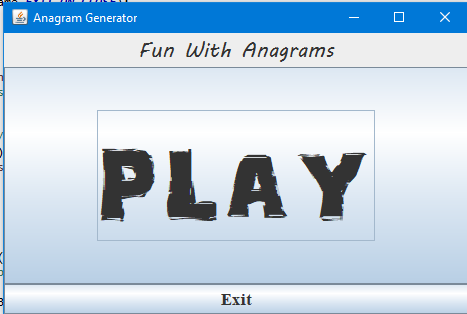 Anagram Generator
Fun With Anagrams
PLAY
Exit